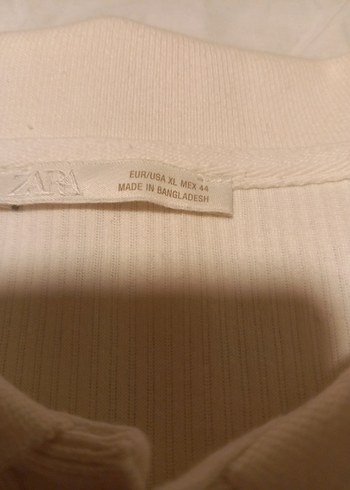 ZARA
EUR/USA XL MEX 44
MADE IN BANGLADESH